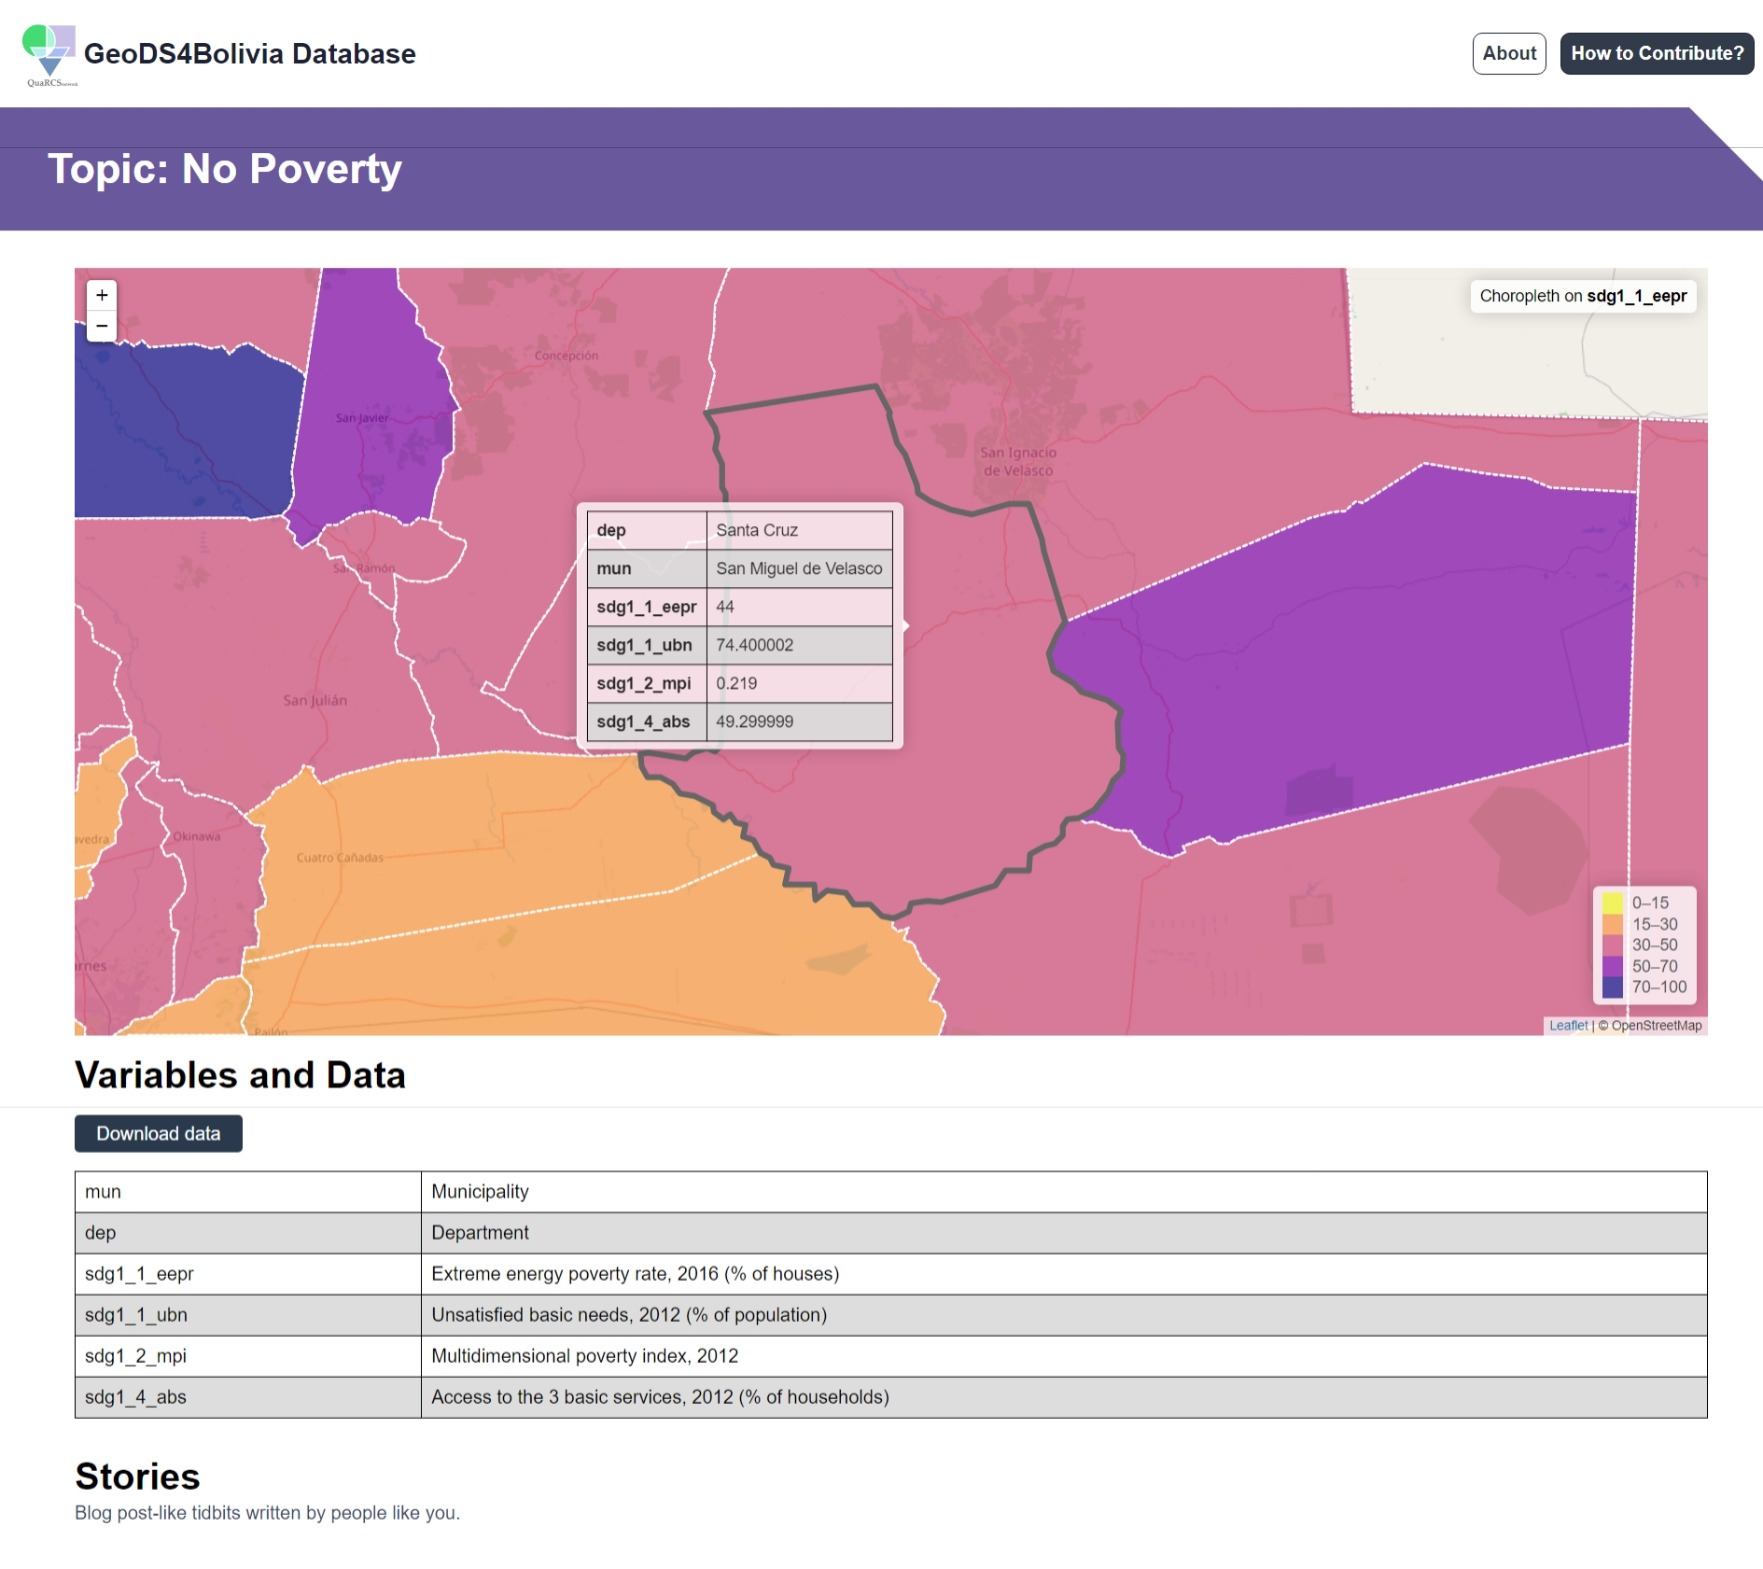 GeoDS4Bolivia Database
About
How to Contribute?
QuaRCS
Topic: No Poverty
+
−
Choropleth on sdg1_1_eepr
Concepción
San Javier
San Ignacio
de Velasco
dep Santa Cruz
mun San Miguel de Velasco
sdg1_1_eepr 44
sdg1_1_ubn 74.400002
sdg1_2_mpi 0.219
sdg1_4_abs 49.299999
San Ramón
San Julián
vedra
Okinawa
Cuatro Cañadas
rnes
Pailón
0–15
15–30
30–50
50–70
70–100
Leaflet | © OpenStreetMap
Variables and Data
Download data
mun Municipality
dep Department
sdg1_1_eepr Extreme energy poverty rate, 2016 (% of houses)
sdg1_1_ubn Unsatisfied basic needs, 2012 (% of population)
sdg1_2_mpi Multidimensional poverty index, 2012
sdg1_4_abs Access to the 3 basic services, 2012 (% of households)
Stories
Blog post-like tidbits written by people like you.